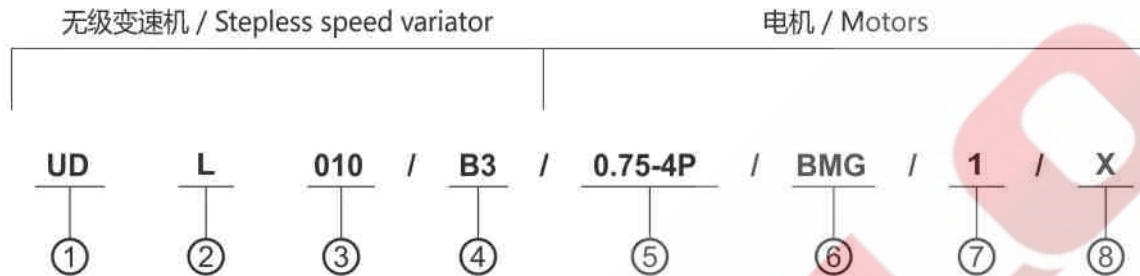 无级变速机 / Stepless speed variator 电机 / Motors
UD L 010 / B3 / 0.75-4P / BMG / 1 / X
① ② ③ ④ ⑤ ⑥ ⑦ ⑧